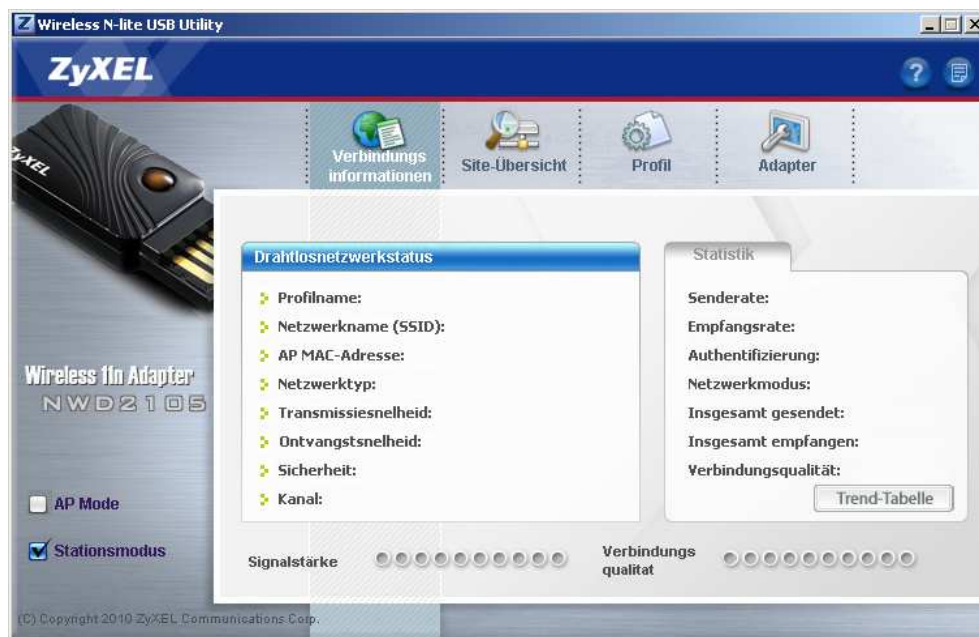 Wireless N-lite USB Utility
ZyXEL
ZyXEL
Verbindungs
informationen
Site-Übersicht
Profil
Adapter
Drahtlosnetzwerkstatus
Profilname:
Netzwerkname (SSID):
AP MAC-Adresse:
Netzwerktyp:
Transmissiesnelheid:
Ontvangstsnelheid:
Sicherheit:
Kanal:
Statistik
Senderate:
Empfangsrate:
Authentifizierung:
Netzwerkmodus:
Insgesamt gesendet:
Insgesamt empfangen:
Verbindungsqualität:
Trend-Tabelle
Wireless 11n Adapter
NWD2105
AP Mode
Stationsmodus
Signalstärke
Verbindungs
qualitat
(C) Copyright 2010 ZyXEL Communications Corp.